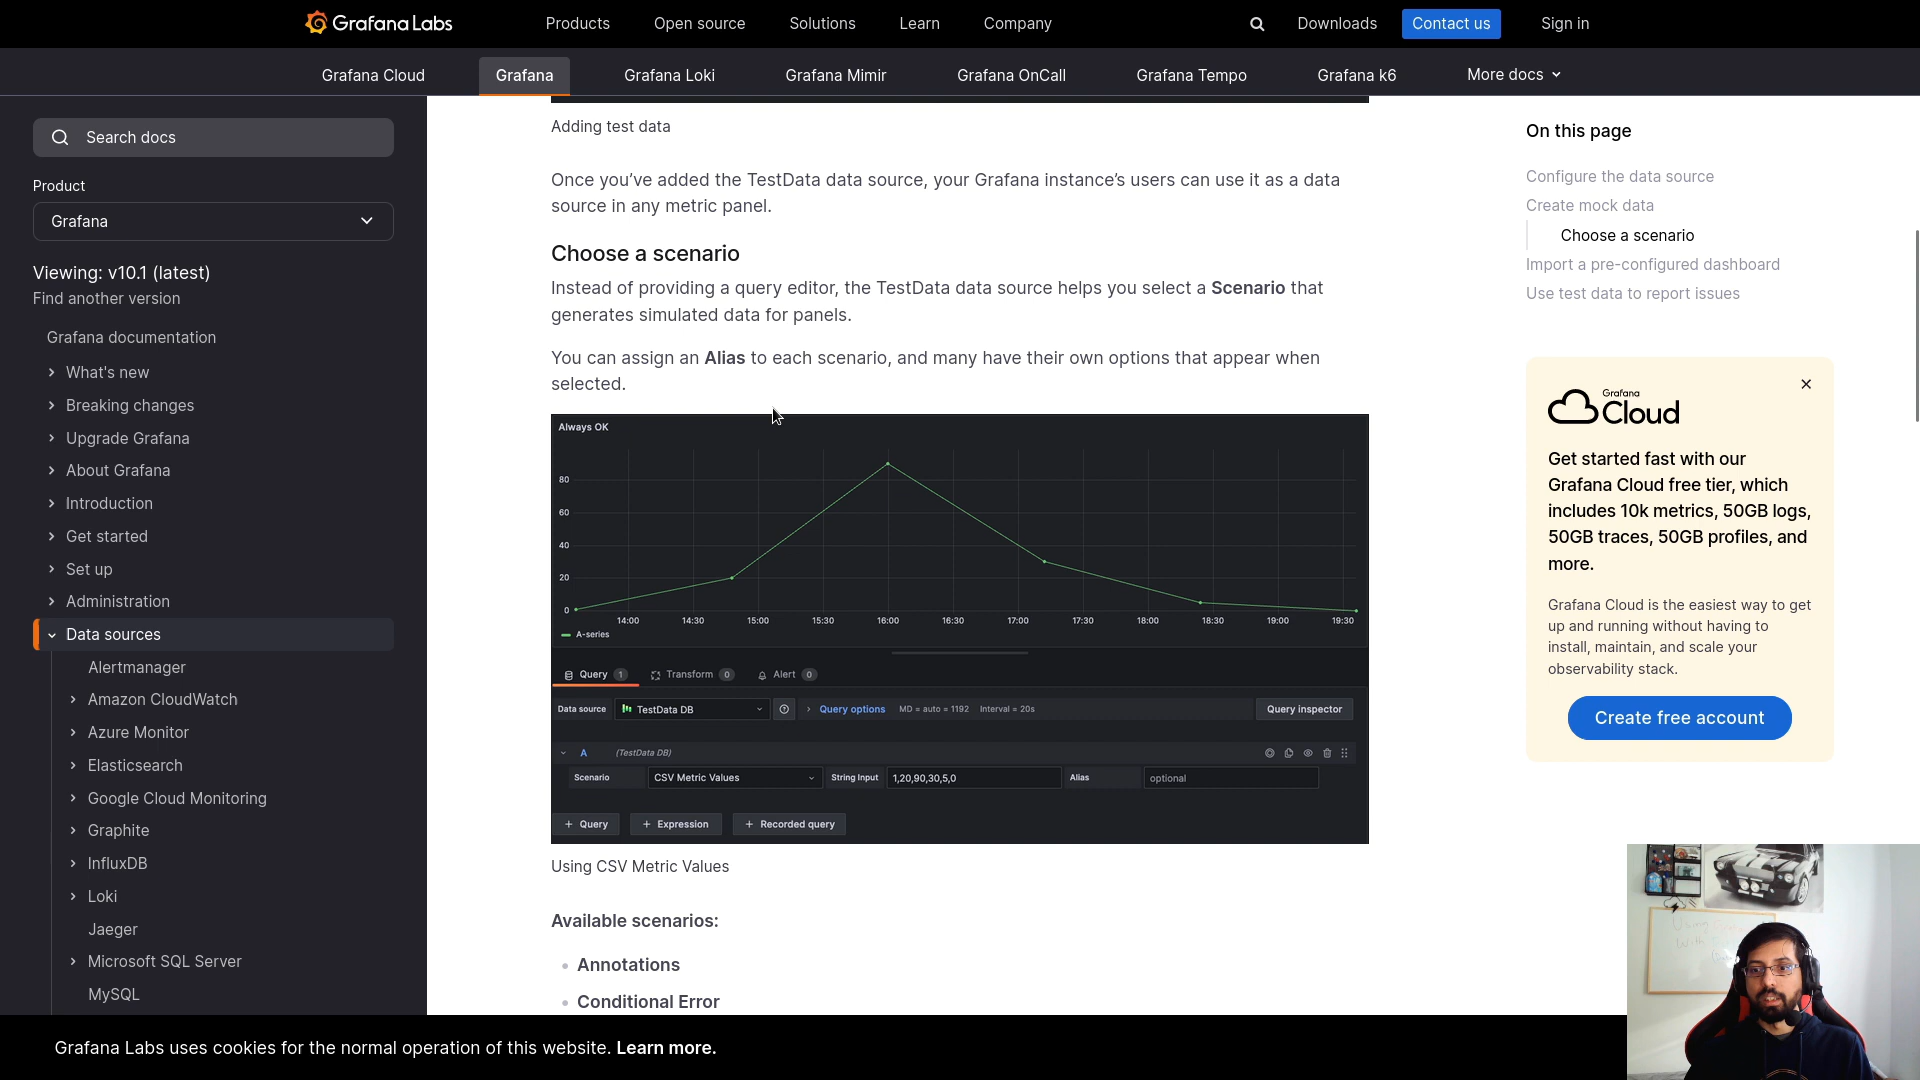 Grafana Labs
Products
Open source
Solutions
Learn
Company
Downloads
Contact us
Sign in
Grafana Cloud
Grafana
Grafana Loki
Grafana Mimir
Grafana OnCall
Grafana Tempo
Grafana k6
More docs
Search docs
Product
Grafana
Viewing: v10.1 (latest)
Find another version
Grafana documentation
What's new
Breaking changes
Upgrade Grafana
About Grafana
Introduction
Get started
Set up
Administration
Data sources
Alertmanager
Amazon CloudWatch
Azure Monitor
Elasticsearch
Google Cloud Monitoring
Graphite
InfluxDB
Loki
Jaeger
Microsoft SQL Server
MySQL
Adding test data
Once you’ve added the TestData data source, your Grafana instance’s users can use it as a data
source in any metric panel.
Choose a scenario
Instead of providing a query editor, the TestData data source helps you select a Scenario that
generates simulated data for panels.
You can assign an Alias to each scenario, and many have their own options that appear when
selected.
Always OK
80
60
40
20
0
14:00 14:30 15:00 15:30 16:00 16:30 17:00 17:30 18:00 18:30 19:00 19:30
A-series
Query 1
Transform 0
Alert 0
Data source
TestData DB
Query options
MD = auto = 1192
Interval = 20s
Query inspector
A
(TestData DB)
Scenario
CSV Metric Values
String Input
1,20,90,30,5,0
Alias
optional
+ Query
+ Expression
+ Recorded query
Using CSV Metric Values
Available scenarios:
Annotations
Conditional Error
On this page
Configure the data source
Create mock data
Choose a scenario
Import a pre-configured dashboard
Use test data to report issues
Grafana
Cloud
Get started fast with our
Grafana Cloud free tier, which
includes 10k metrics, 50GB logs,
50GB traces, 50GB profiles, and
more.
Grafana Cloud is the easiest way to get
up and running without having to
install, maintain, and scale your
observability stack.
Create free account
Grafana Labs uses cookies for the normal operation of this website. Learn more.